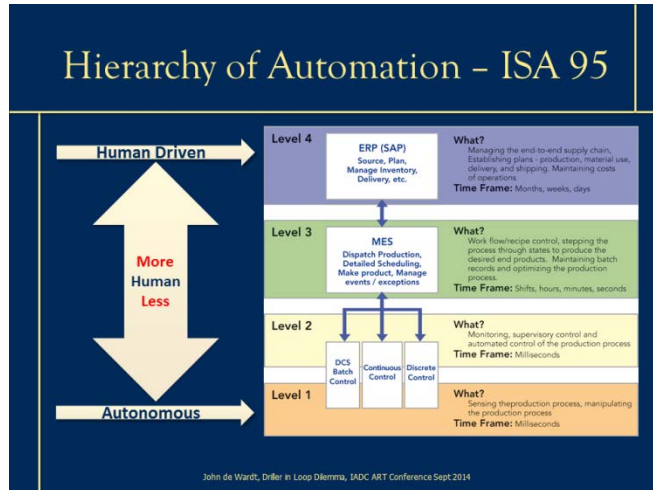 Hierarchy of Automation – ISA 95
Human Driven
More
Human
Less
Autonomous
Level 4
ERP (SAP)
Source, Plan,
Manage Inventory,
Delivery, etc.
What?
Managing the end-to-end supply chain,
Establishing plans - production, material use,
delivery, and shipping. Maintaining costs
of operations
Time Frame: Months, weeks, days
Level 3
MES
Dispatch Production,
Detailed Scheduling,
Make product, Manage
events / exceptions
What?
Work flow/recipe control, stepping the
process through states to produce the
desired end products. Maintaining batch
records and optimizing the production
process.
Time Frame: Shifts, hours, minutes, seconds
Level 2
DCS
Batch
Control
Continuous
Control
Discrete
Control
What?
Monitoring, supervisory control and
automated control of the production process
Time Frame: Milliseconds
Level 1
What?
Sensing theproduction process, manipulating
the production process
Time Frame: Milliseconds
John de Wardt, Driller in Loop Dilemma, IADC ART Conference Sept 2014